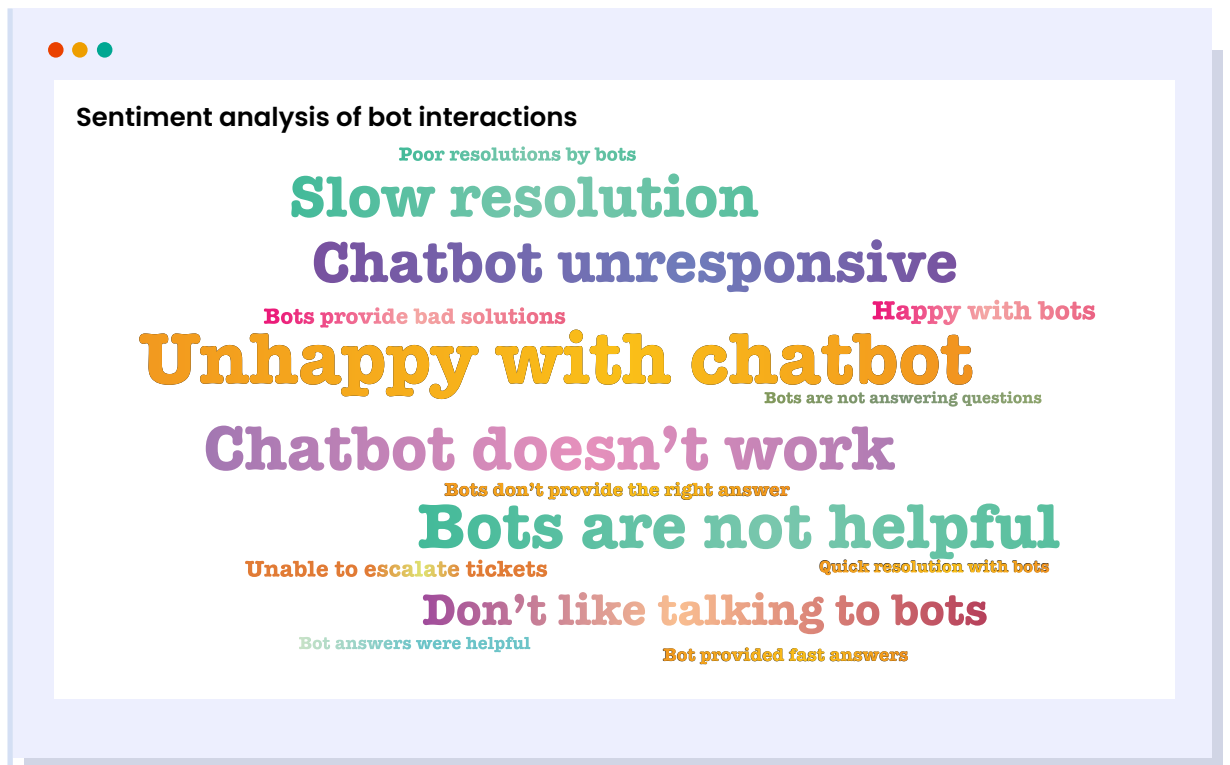 Sentiment analysis of bot interactions
Poor resolutions by bots
Slow resolution
Chatbot unresponsive
Happy with bots
Bots provide bad solutions
Unhappy with chatbot
Bots are not answering questions
Chatbot doesn’t work
Bots don’t provide the right answer
Bots are not helpful
Unable to escalate tickets
Quick resolution with bots
Don’t like talking to bots
Bot answers were helpful
Bot provided fast answers